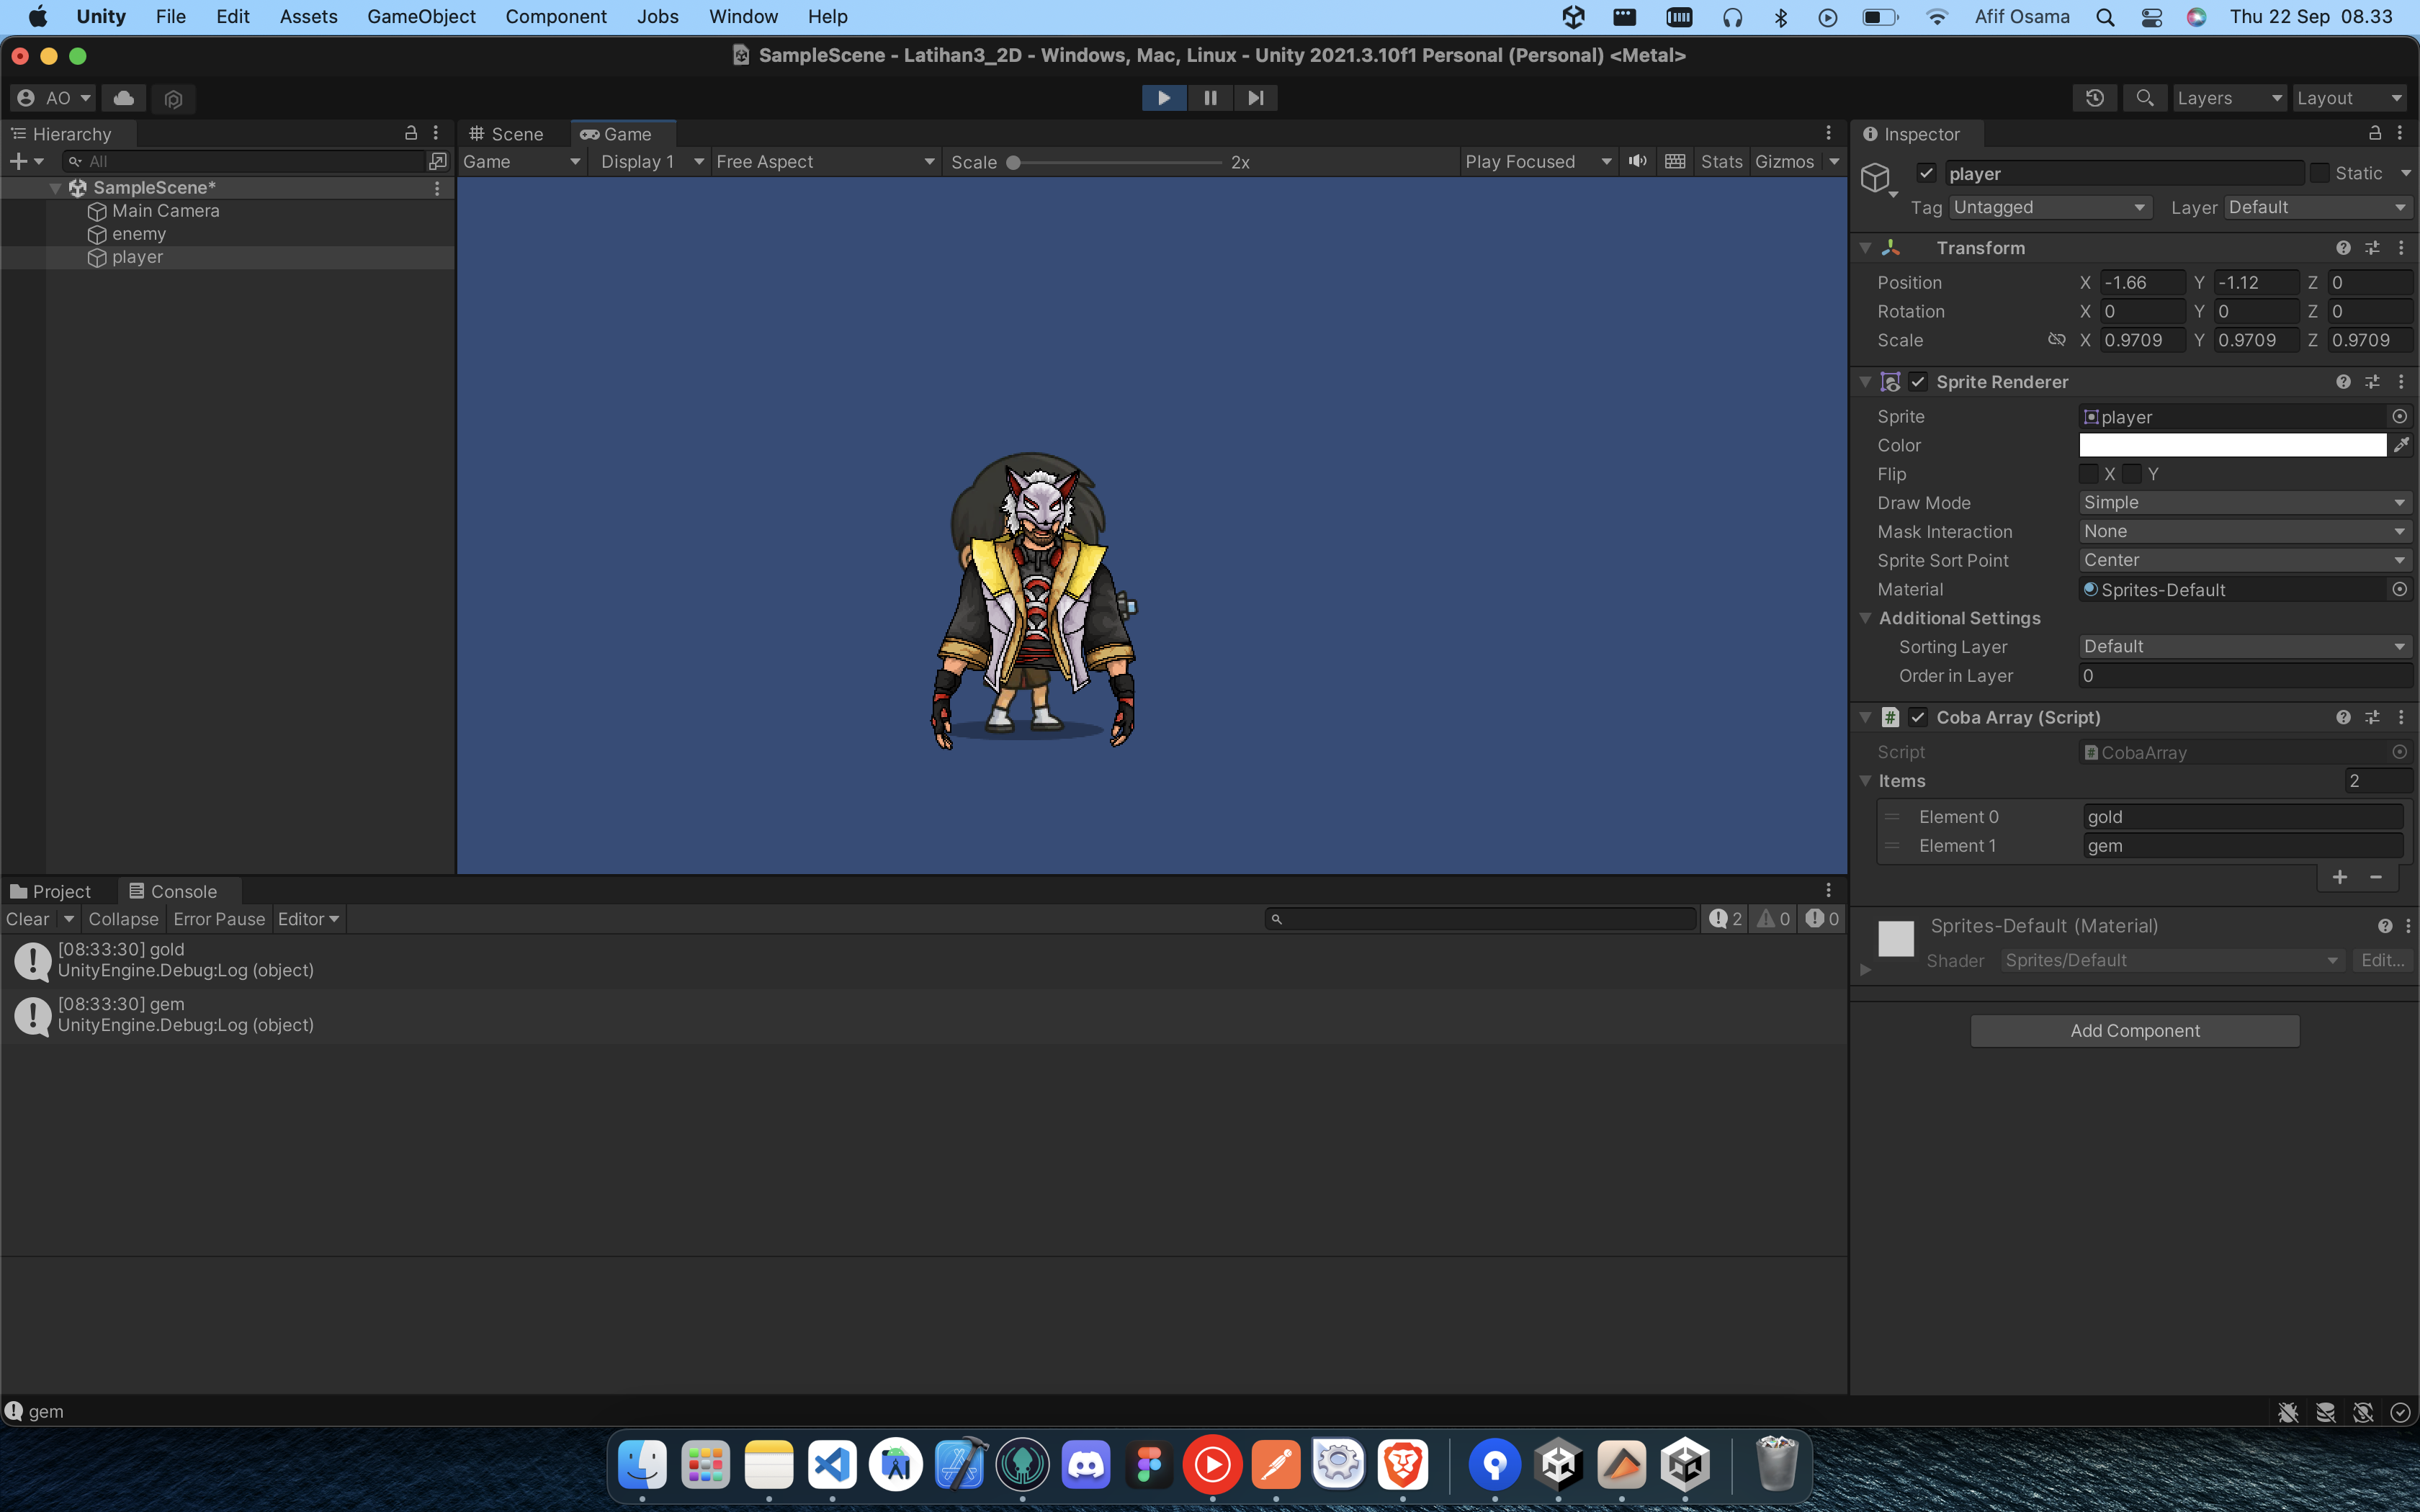 Unity File Edit Assets GameObject Component Jobs Window Help Afif Osama Thu 22 Sep 08.33
SampleScene - Latihan3_2D - Windows, Mac, Linux - Unity 2021.3.10f1 Personal (Personal) <Metal>
AO Layers Layout
Hierarchy
All
SampleScene*
Main Camera
enemy
player
Scene Game
Game Display 1 Free Aspect Scale 2x Play Focused Stats Gizmos
Inspector
player Static
Tag Untagged Layer Default
Transform
Position X -1.66 Y -1.12 Z 0
Rotation X 0 Y 0 Z 0
Scale X 0.9709 Y 0.9709 Z 0.9709
Sprite Renderer
Sprite player
Color
Flip X Y
Draw Mode Simple
Mask Interaction None
Sprite Sort Point Center
Material Sprites-Default
Additional Settings
Sorting Layer Default
Order in Layer 0
# Coba Array (Script)
Script # CobaArray
Items 2
Element 0 gold
Element 1 gem
+ -
Sprites-Default (Material)
Shader Sprites/Default Edit...
Add Component
Project Console
Clear Collapse Error Pause Editor 2 0 0
[08:33:30] gold
UnityEngine.Debug:Log (object)
[08:33:30] gem
UnityEngine.Debug:Log (object)
gem